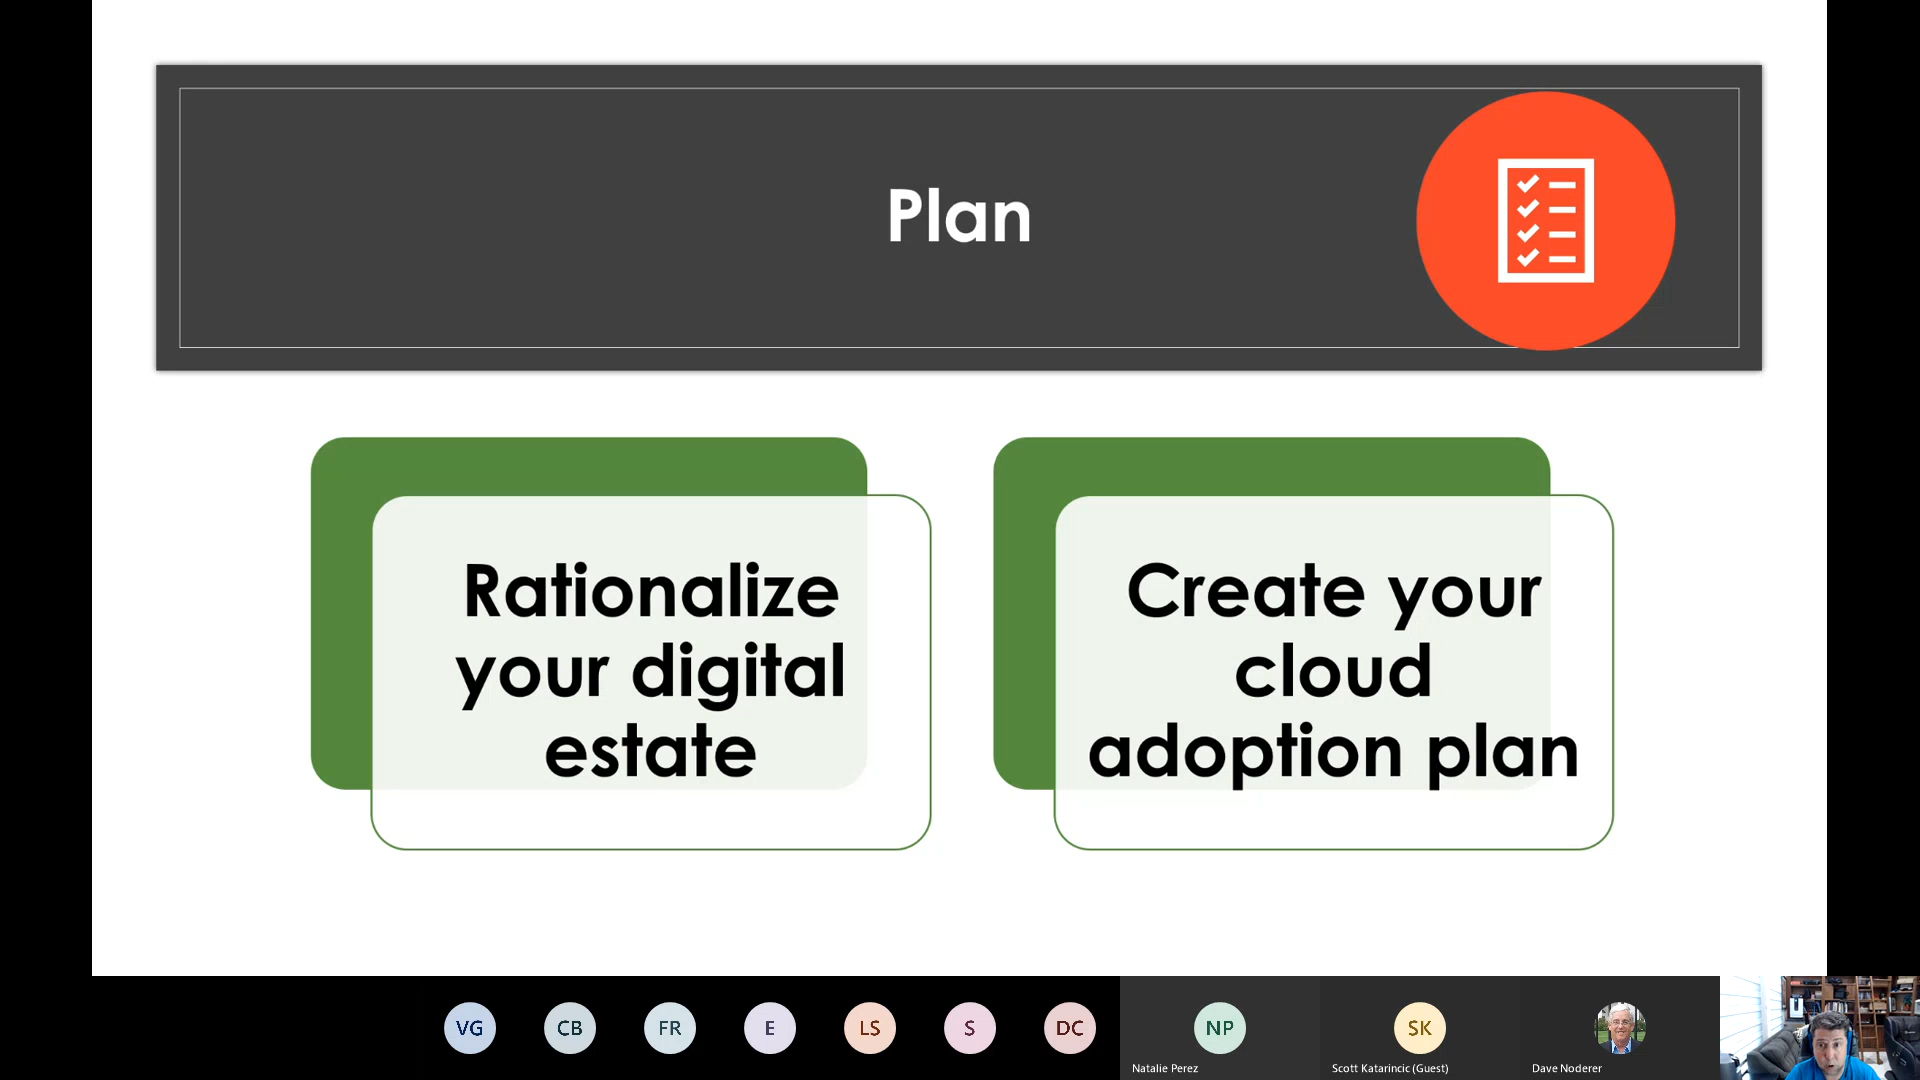 Plan
Rationalize
your digital
estate
Create your
cloud
adoption plan
VG
CB
FR
E
LS
S
DC
NP
SK
Natalie Perez
Scott Katarincic (Guest)
Dave Noderer